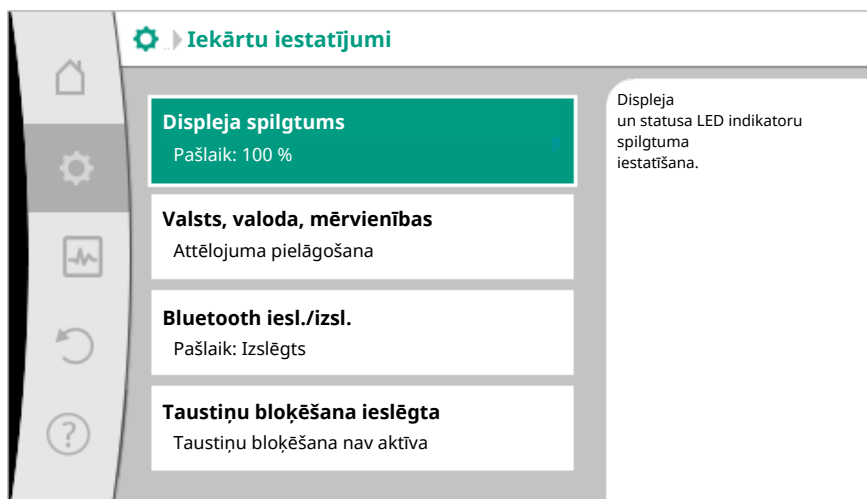 Iekārtu iestatījumi
Displeja spilgtums
Pašlaik: 100 %
Valsts, valoda, mērvienības
Attēlojuma pielāgošana
Bluetooth iesl./izsl.
Pašlaik: Izslēgts
Taustiņu bloķēšana ieslēgta
Taustiņu bloķēšana nav aktīva
Displeja
un statusa LED indikatoru
spilgtuma
iestatīšana.